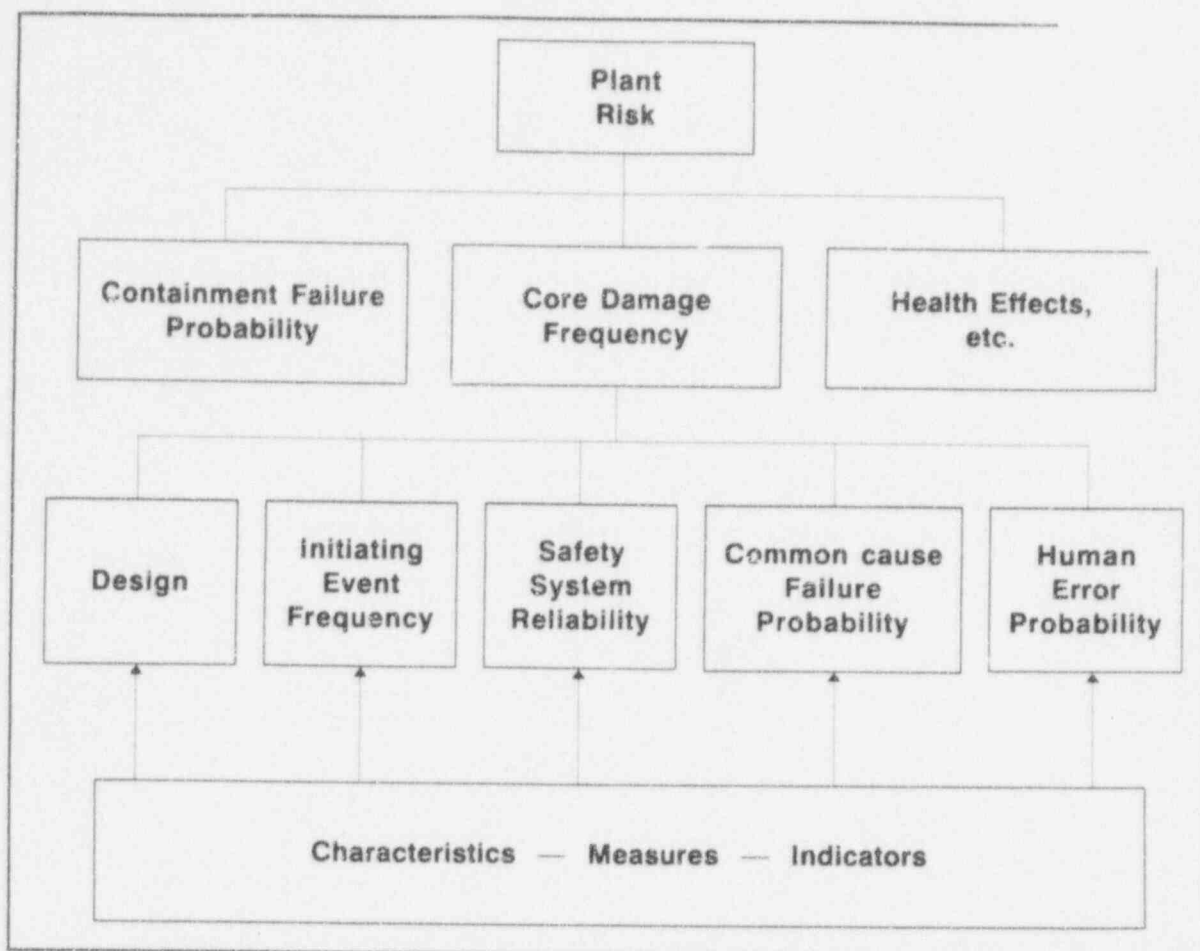 Plant
Risk
Containment Failure
Probability
Core Damage
Frequency
Health Effects,
etc.
Design
Initiating
Event
Frequency
Safety
System
Reliability
Common cause
Failure
Probability
Human
Error
Probability
Characteristics — Measures — Indicators